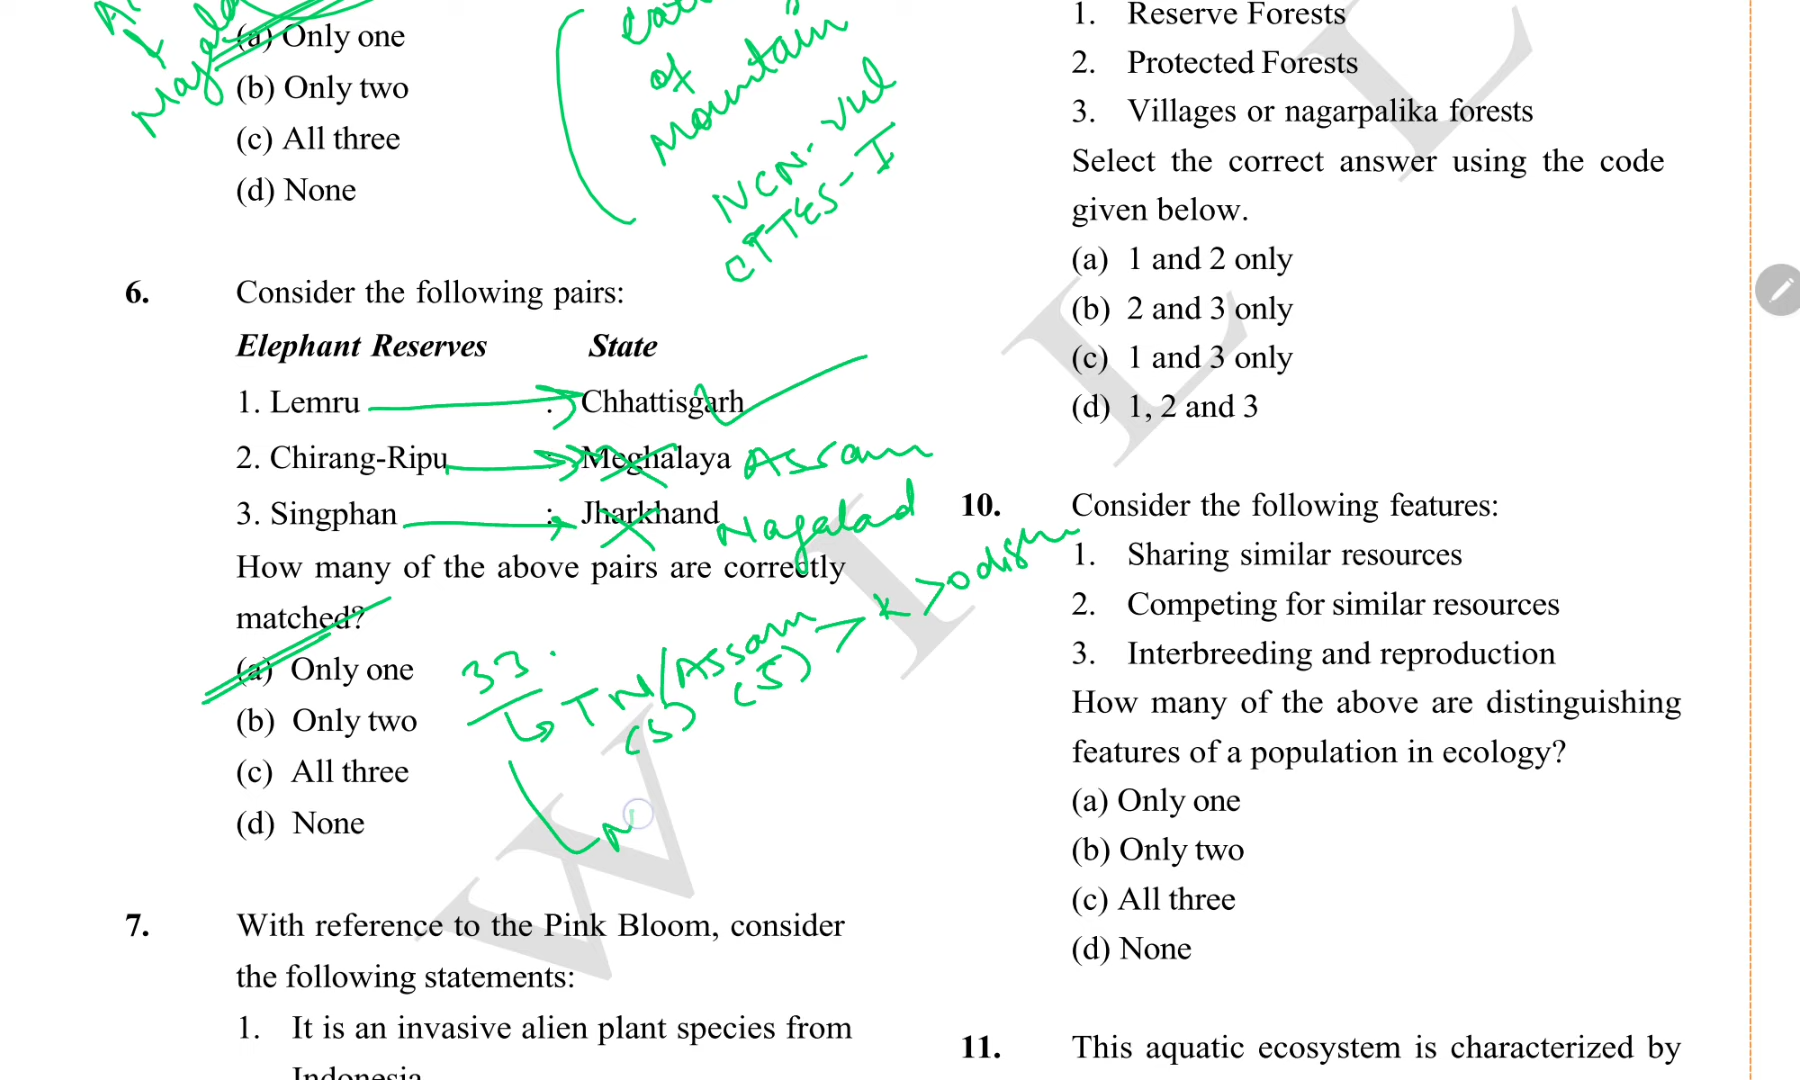 (a) Only one
(b) Only two
(c) All three
(d) None
of
Mountain
CITES - I
6. Consider the following pairs:
Elephant Reserves State
1. Lemru : Chhattisgarh
2. Chirang-Ripu : Meghalaya Assam
3. Singphan : Jharkhand Nagalad
How many of the above pairs are correctly
matched?
(a) Only one
(b) Only two
(c) All three
(d) None
33
TN/Assam
(5) (5)
7. With reference to the Pink Bloom, consider
the following statements:
1. It is an invasive alien plant species from
Indonesia
1. Reserve Forests
2. Protected Forests
3. Villages or nagarpalika forests
Select the correct answer using the code
given below.
(a) 1 and 2 only
(b) 2 and 3 only
(c) 1 and 3 only
(d) 1, 2 and 3
10. Consider the following features:
1. Sharing similar resources
2. Competing for similar resources
3. Interbreeding and reproduction
How many of the above are distinguishing
features of a population in ecology?
(a) Only one
(b) Only two
(c) All three
(d) None
11. This aquatic ecosystem is characterized by